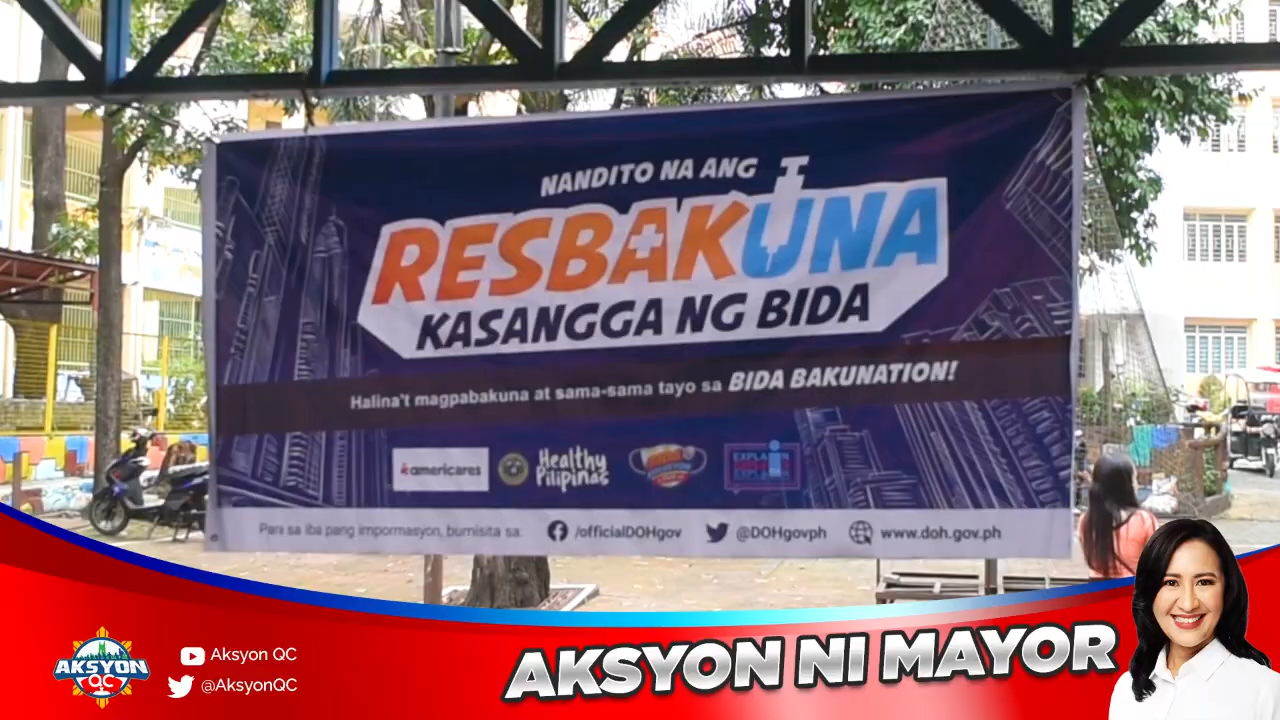 NANDITO NA ANG
RESBAKUNA
KASANGGA NG BIDA
Halina't magpabakuna at sama-sama tayo sa BIDA BAKUNATION!
americares
Healthy
Pilipinas
EXPLAIN
EXPLAIN
Para sa iba pang impormasyon, bumisita sa: /officialDOHgov @DOHgovph www.doh.gov.ph
AKSYON NI MAYOR
AKSYON
QC
Aksyon QC
@AksyonQC